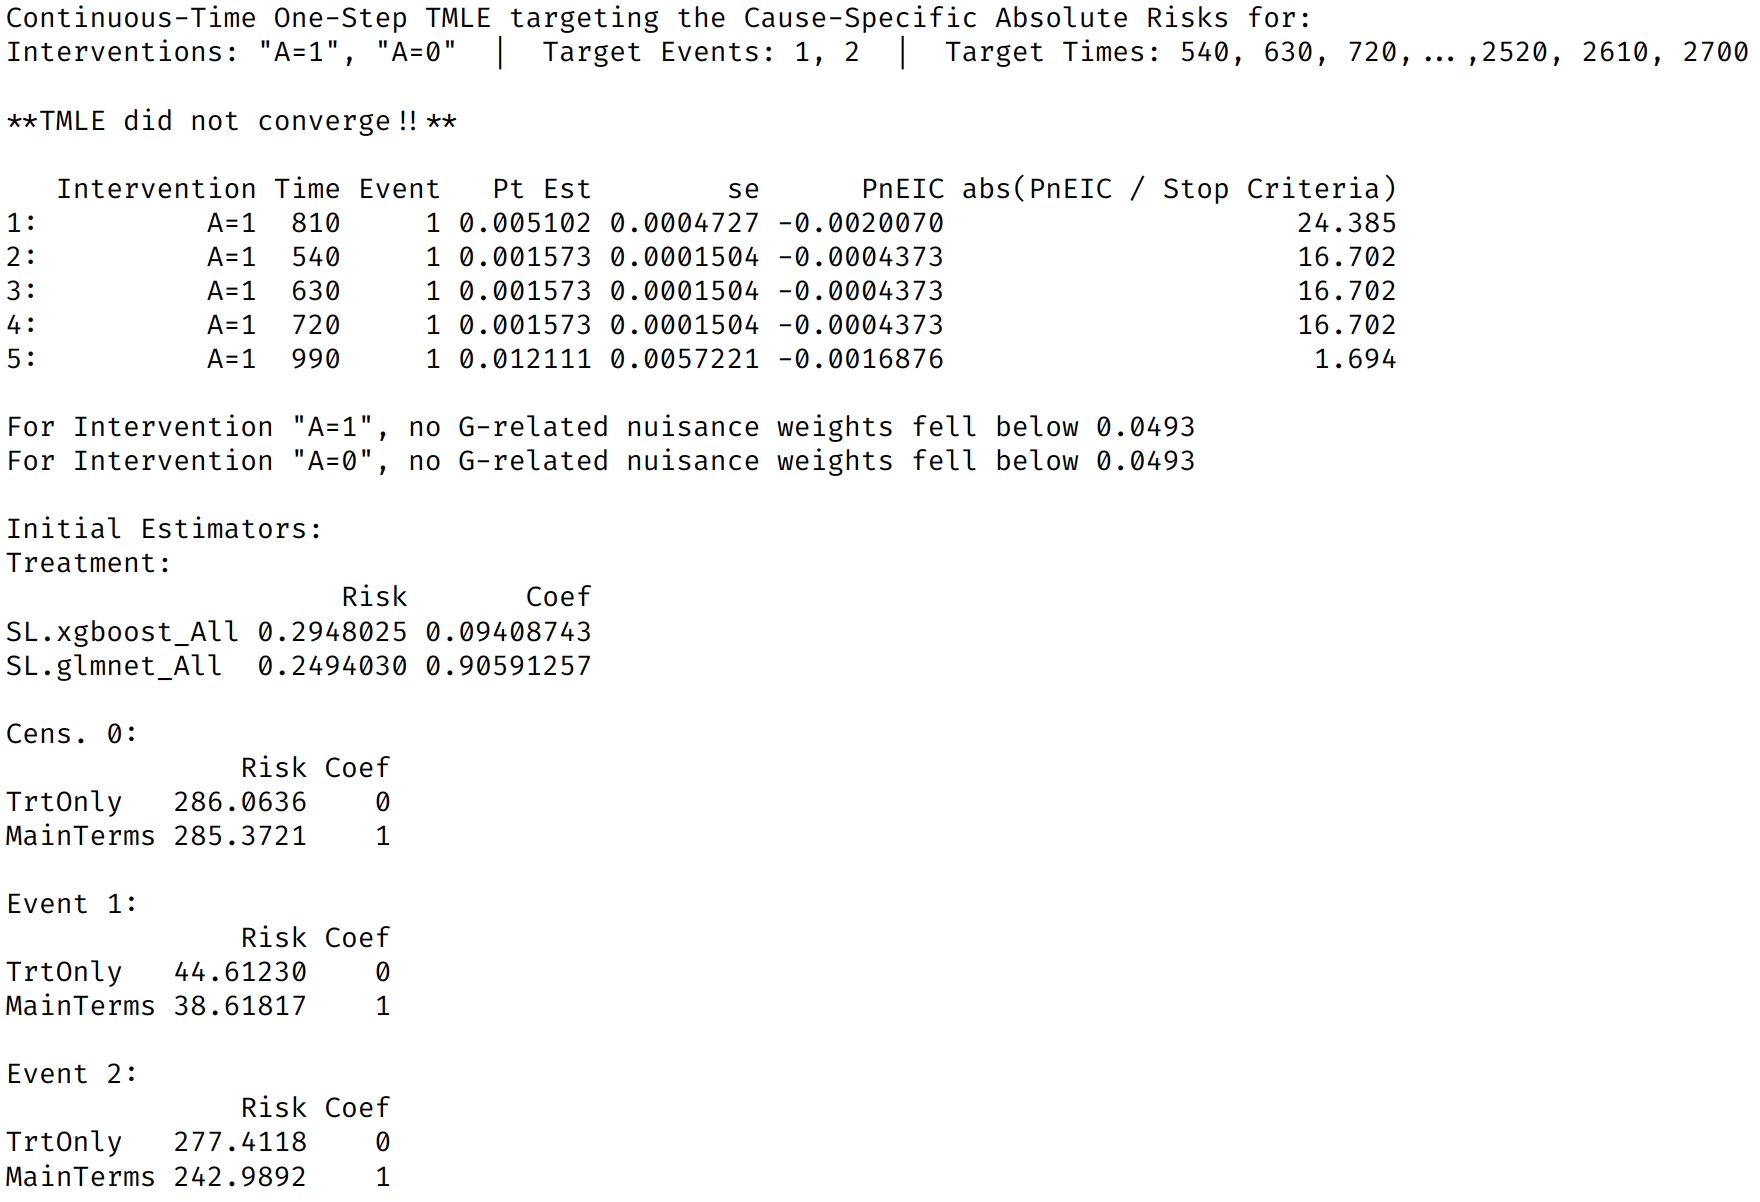 Continuous-Time One-Step TMLE targeting the Cause-Specific Absolute Risks for:
Interventions: "A=1", "A=0"  |  Target Events: 1, 2  |  Target Times: 540, 630, 720,...,2520, 2610, 2700
**TMLE did not converge!!**
   Intervention Time Event   Pt Est        se      PnEIC abs(PnEIC / Stop Criteria)
1:          A=1  810     1 0.005102 0.0004727 -0.0020070                     24.385
2:          A=1  540     1 0.001573 0.0001504 -0.0004373                     16.702
3:          A=1  630     1 0.001573 0.0001504 -0.0004373                     16.702
4:          A=1  720     1 0.001573 0.0001504 -0.0004373                     16.702
5:          A=1  990     1 0.012111 0.0057221 -0.0016876                      1.694
For Intervention "A=1", no G-related nuisance weights fell below 0.0493
For Intervention "A=0", no G-related nuisance weights fell below 0.0493
Initial Estimators:
Treatment:
                    Risk       Coef
SL.xgboost_All 0.2948025 0.09408743
SL.glmnet_All  0.2494030 0.90591257
Cens. 0:
              Risk Coef
TrtOnly   286.0636    0
MainTerms 285.3721    1
Event 1:
              Risk Coef
TrtOnly   44.61230    0
MainTerms 38.61817    1
Event 2:
              Risk Coef
TrtOnly   277.4118    0
MainTerms 242.9892    1